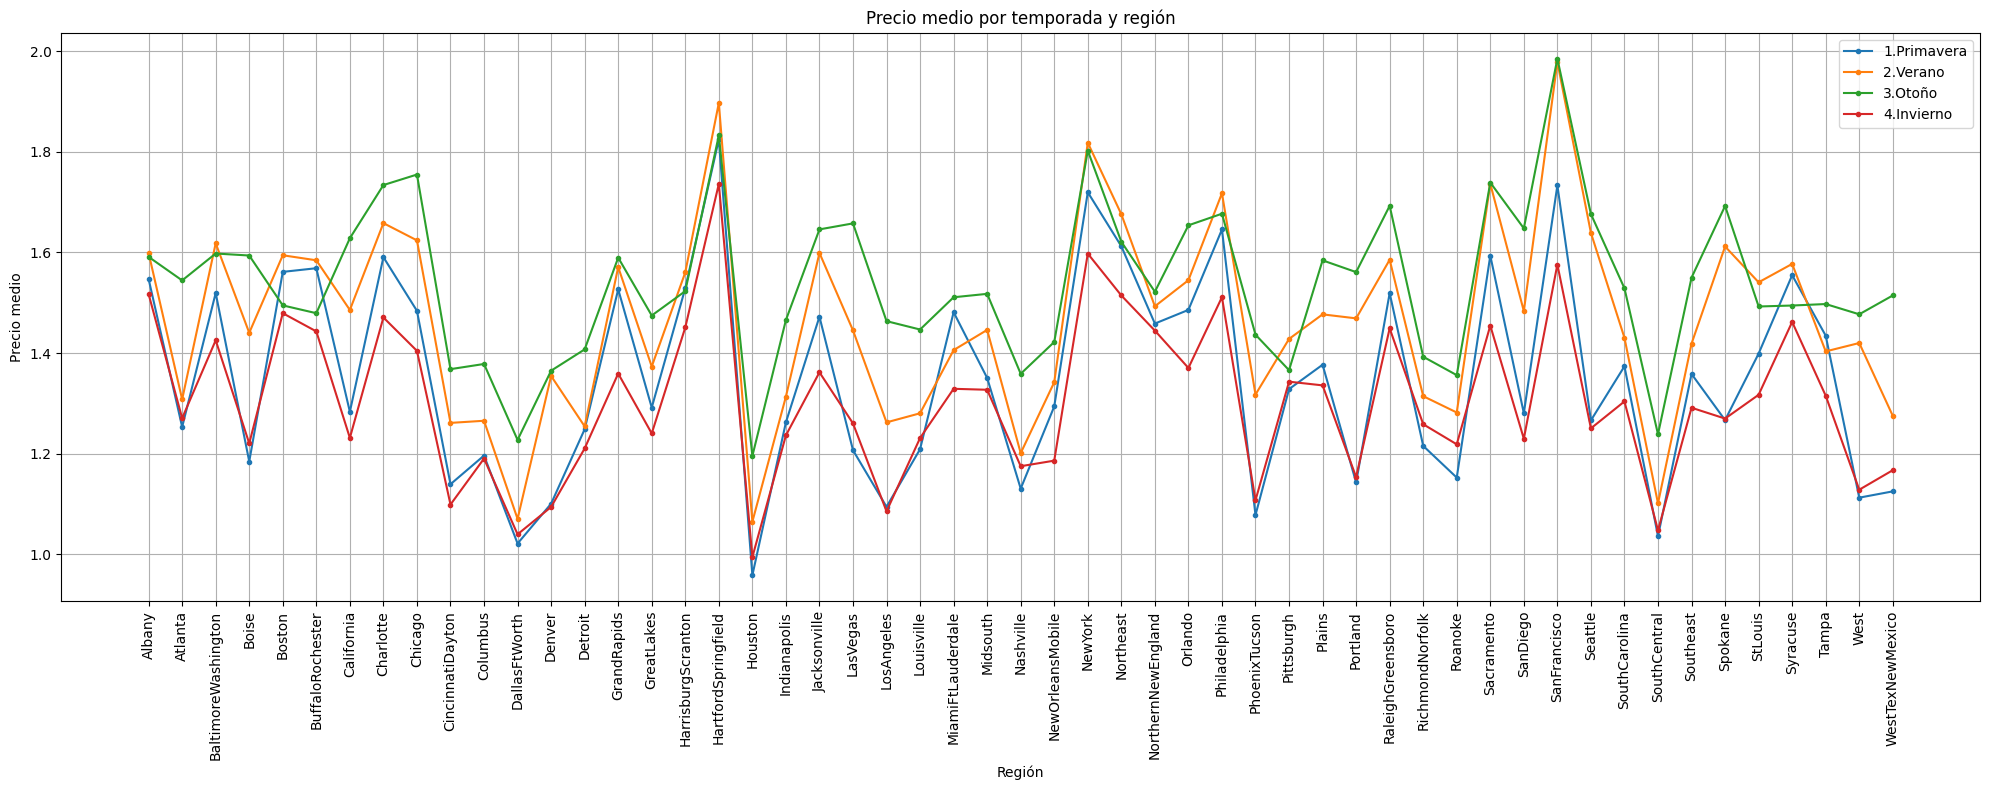 Precio medio por temporada y región
1.Primavera
2.Verano
3.Otoño
4.Invierno
Precio medio
2.0
1.8
1.6
1.4
1.2
1.0
Albany
Atlanta
BaltimoreWashington
Boise
Boston
BuffaloRochester
California
Charlotte
Chicago
CincinnatiDayton
Columbus
DallasFtWorth
Denver
Detroit
GrandRapids
GreatLakes
HarrisburgScranton
HartfordSpringfield
Houston
Indianapolis
Jacksonville
LasVegas
LosAngeles
Louisville
MiamiFtLauderdale
Midsouth
Nashville
NewOrleansMobile
NewYork
Northeast
NorthernNewEngland
Orlando
Philadelphia
PhoenixTucson
Pittsburgh
Plains
Portland
RaleighGreensboro
RichmondNorfolk
Roanoke
Sacramento
SanDiego
SanFrancisco
Seattle
SouthCarolina
SouthCentral
Southeast
Spokane
StLouis
Syracuse
Tampa
West
WestTexNewMexico
Región